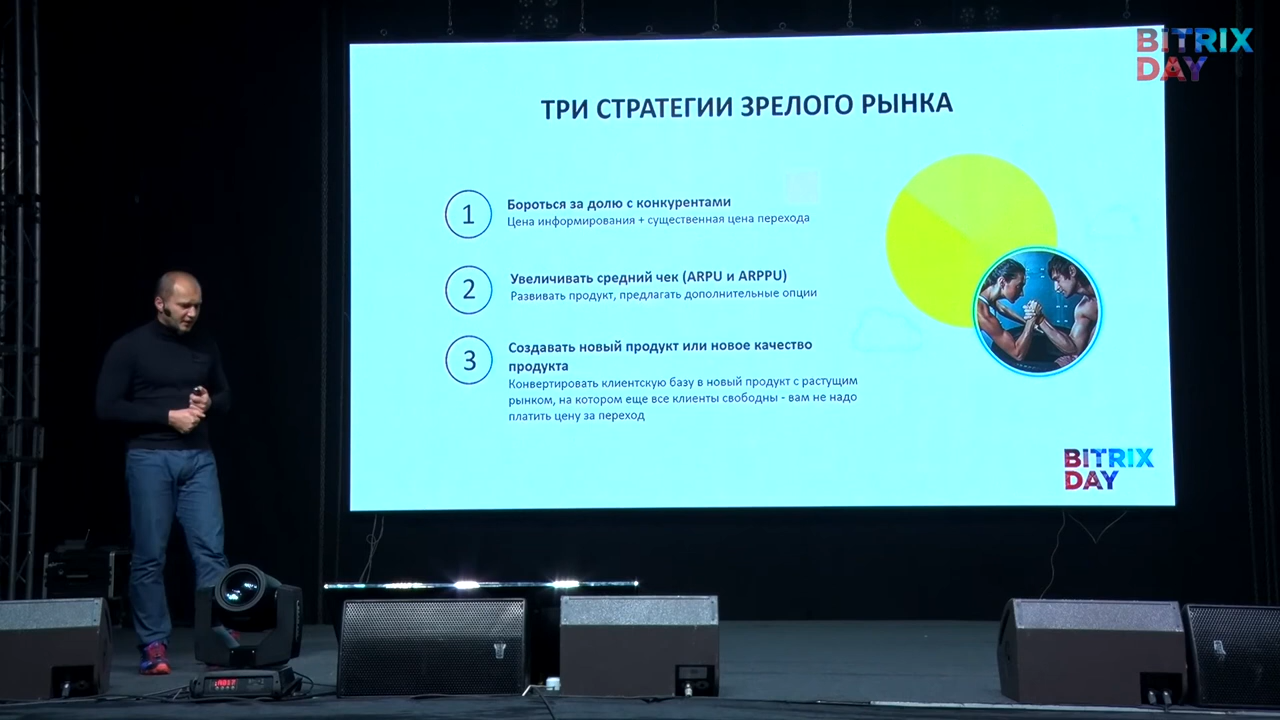 BITRIX
DAY
ТРИ СТРАТЕГИИ ЗРЕЛОГО РЫНКА
1
Бороться за долю с конкурентами
Цена информирования + существенная цена перехода
2
Увеличивать средний чек (ARPU и ARPPU)
Развивать продукт, предлагать дополнительные опции
3
Создавать новый продукт или новое качество
продукта
Конвертировать клиентскую базу в новый продукт с растущим
рынком, на котором еще все клиенты свободны - вам не надо
платить цену за переход
BITRIX
DAY